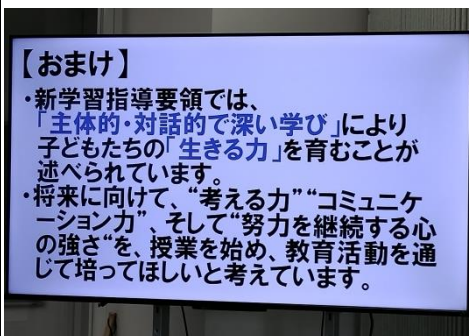 【おまけ】
・新学習指導要領では、
「主体的・対話的で深い学び」により
子どもたちの「生きる力」を育むことが
述べられています。
・将来に向けて、“考える力”“コミュニケ
ーション力”、そして“努力を継続する心
の強さ“を、授業を始め、教育活動を通
じて培ってほしいと考えています。